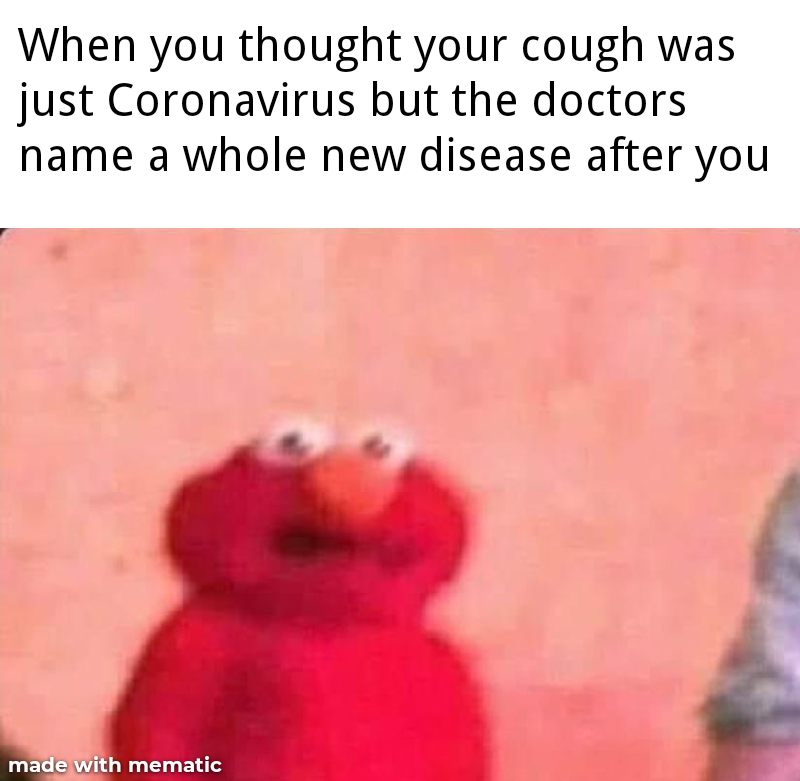 When you thought your cough was
just Coronavirus but the doctors
name a whole new disease after you
made with mematic